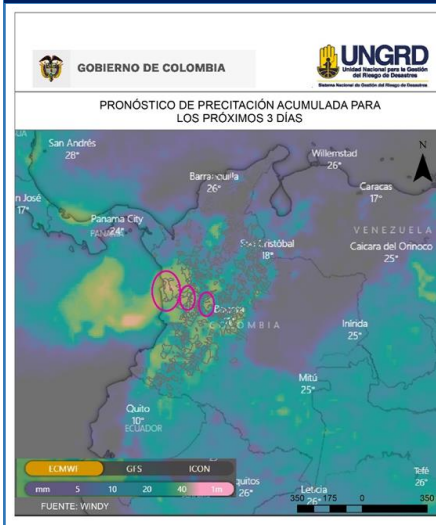 GOBIERNO DE COLOMBIA
UNGRD
Unidad Nacional para la Gestión
del Riesgo de Desastres
Sistema Nacional de Gestión del Riesgo de Desastres
PRONÓSTICO DE PRECITACIÓN ACUMULADA PARA
LOS PRÓXIMOS 3 DÍAS
San Andrés
28°
Willemstad
26°
N
Barranquilla
26°
Caracas
17°
n José
17°
Panama City
24°
VENEZUELA
San Cristóbal
18°
Caicara del Orinoco
25°
COLOMBIA
Inírida
25°
Mitú
25°
Quito
10°
ECUADOR
ECMWF GFS ICON
mm 5 10 20 40 1m
FUENTE: WINDY
quitos
26°
Leticia
26°
Tefé
26°
350 175 0 350